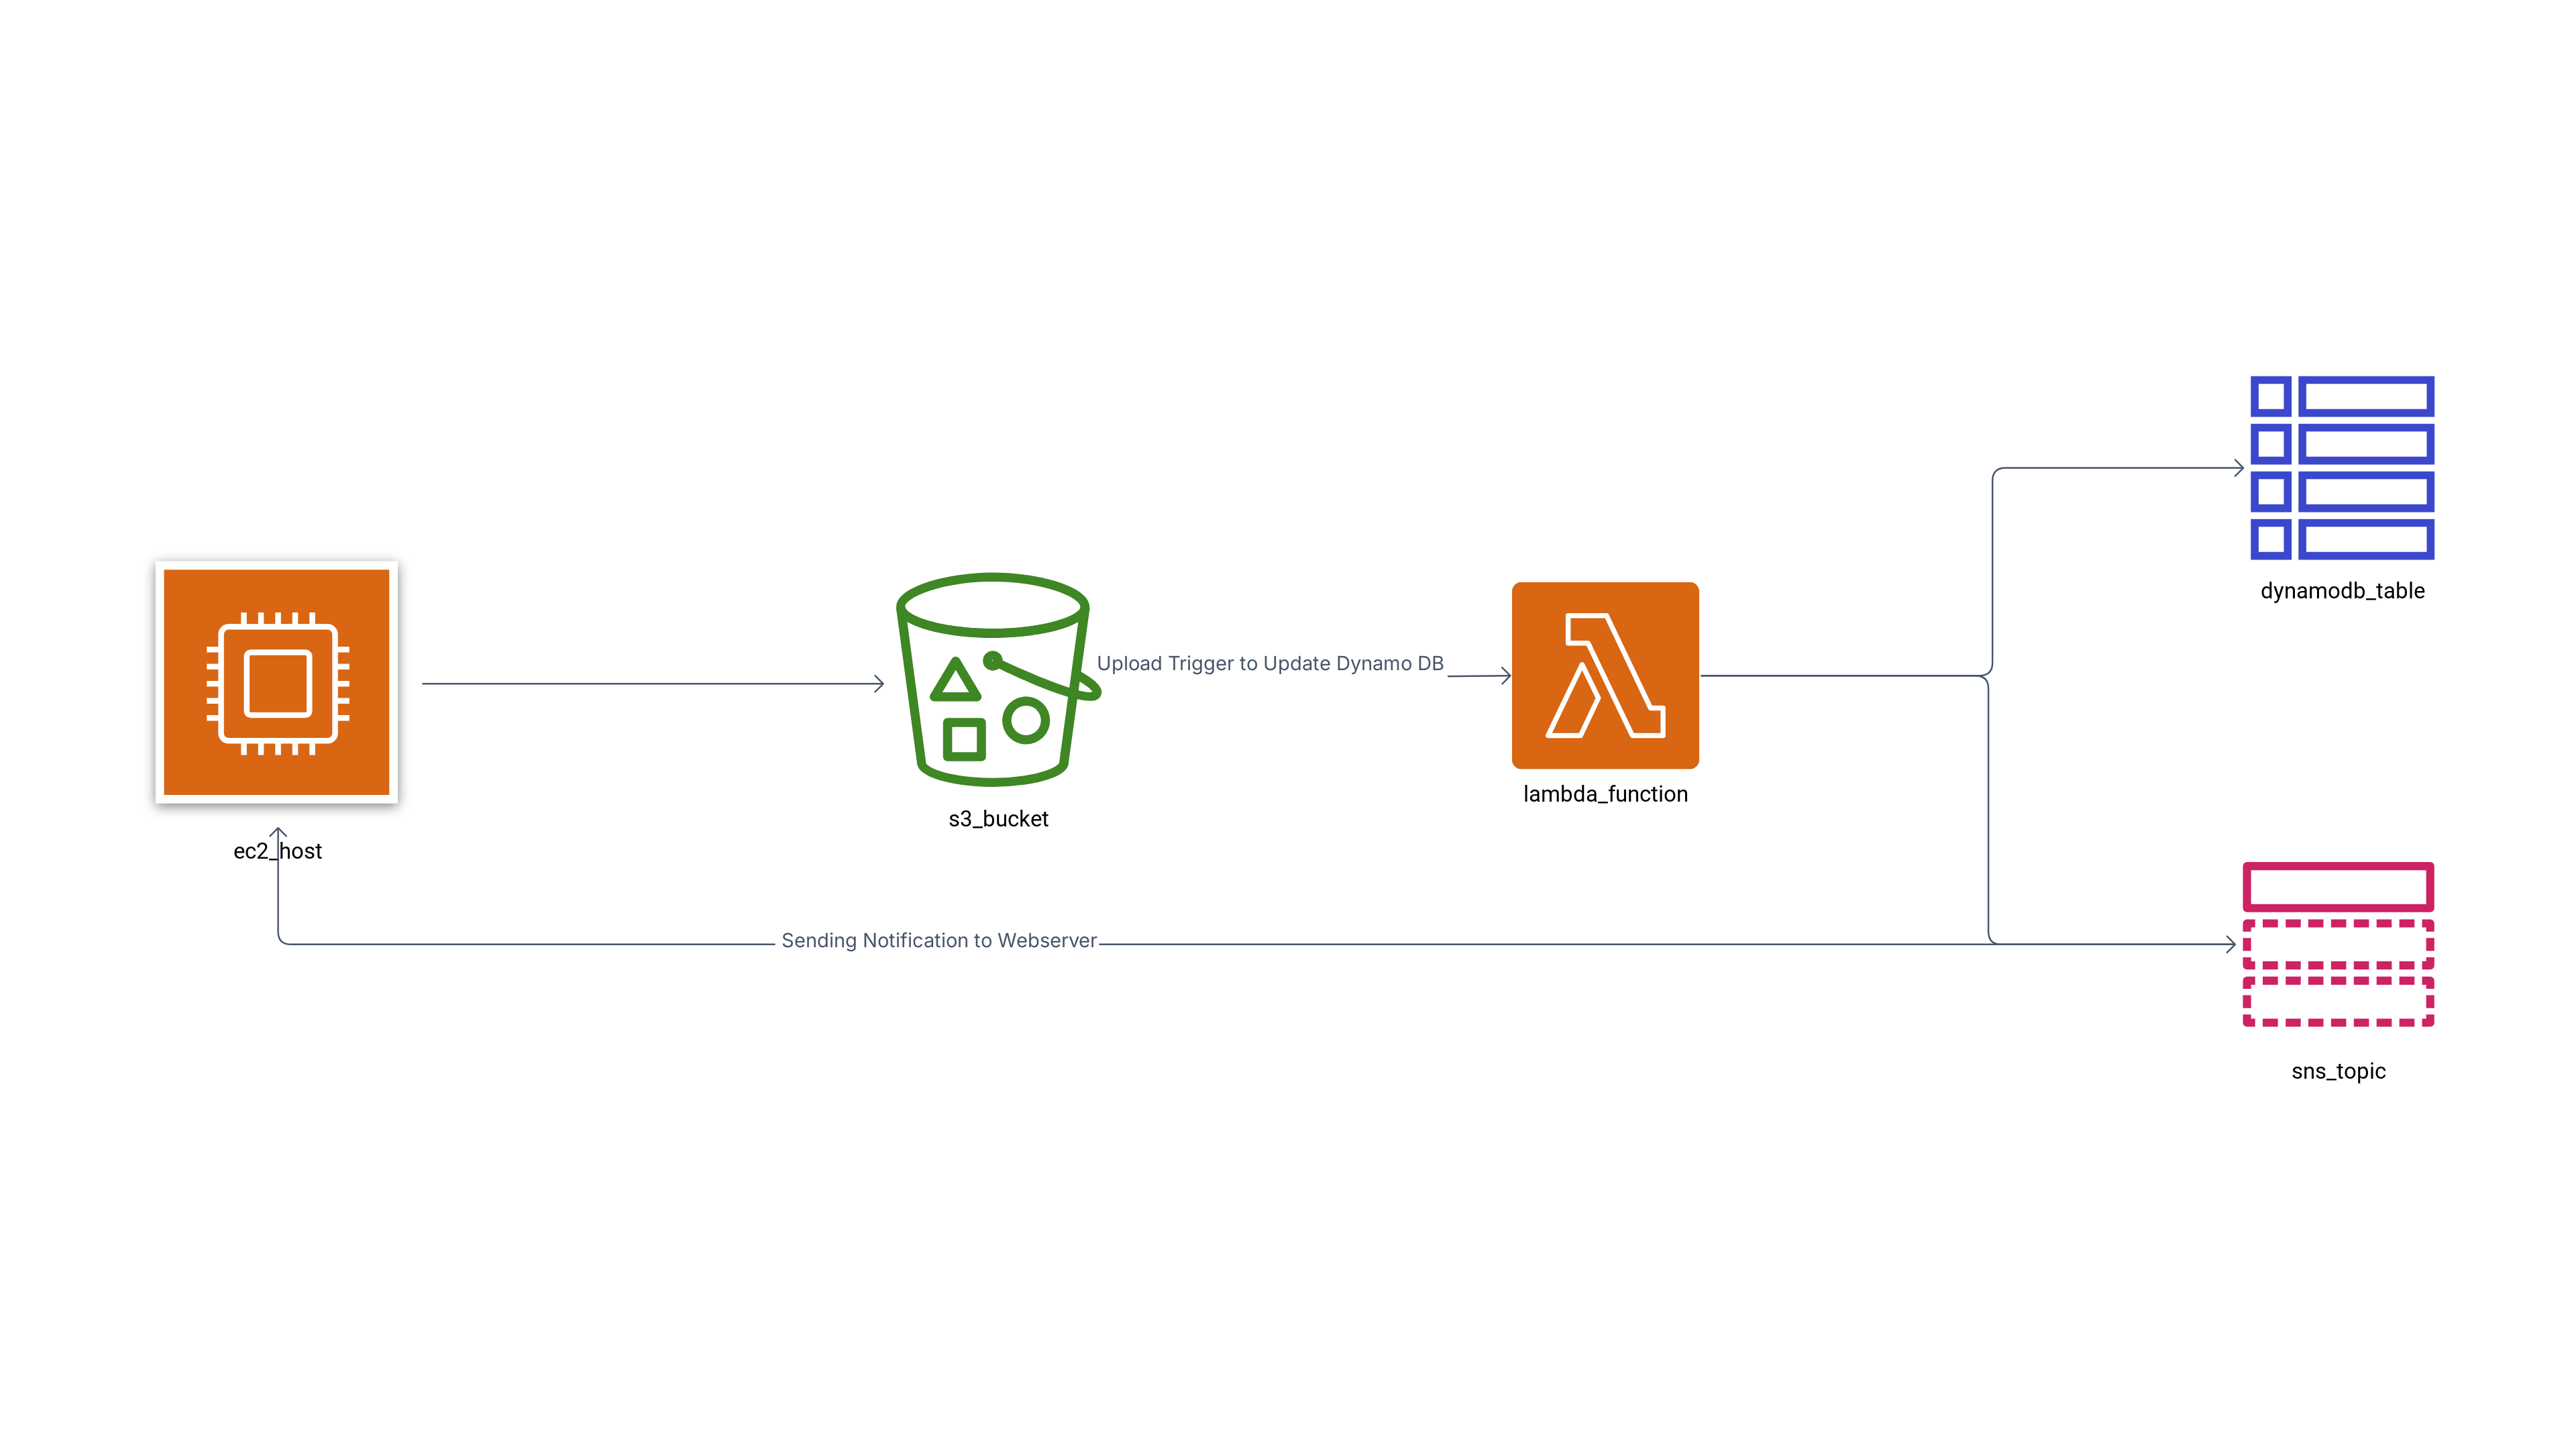 dynamodb_table
Upload Trigger to Update Dynamo DB
lambda_function
s3_bucket
ec2_host
Sending Notification to Webserver
sns_topic